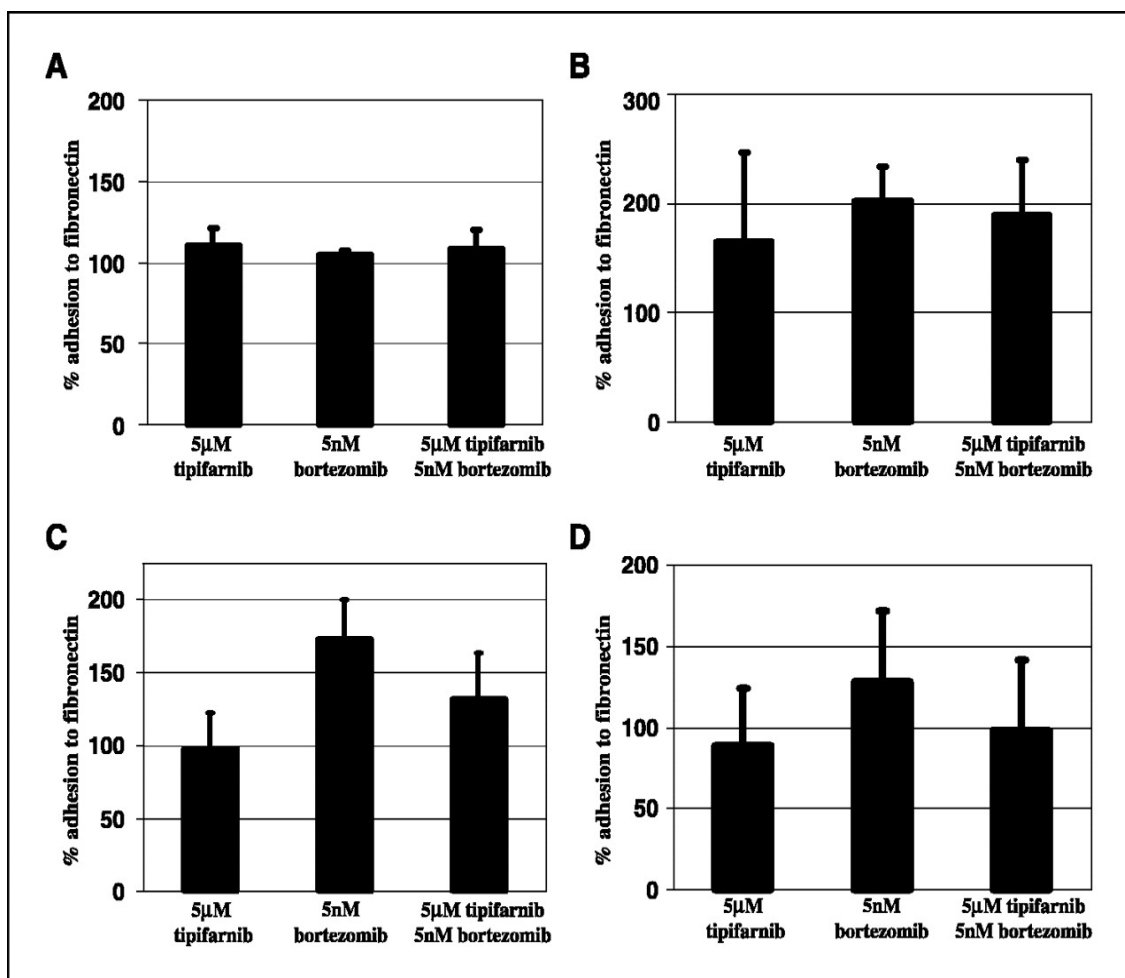 A
% adhesion to fibronectin
200
150
100
50
0
5µM
tipifarnib
5nM
bortezomib
5µM tipifarnib
5nM bortezomib
B
% adhesion to fibronectin
300
200
100
0
5µM
tipifarnib
5nM
bortezomib
5µM tipifarnib
5nM bortezomib
C
% adhesion to fibronectin
200
150
100
50
0
5µM
tipifarnib
5nM
bortezomib
5µM tipifarnib
5nM bortezomib
D
% adhesion to fibronectin
200
150
100
50
0
5µM
tipifarnib
5nM
bortezomib
5µM tipifarnib
5nM bortezomib